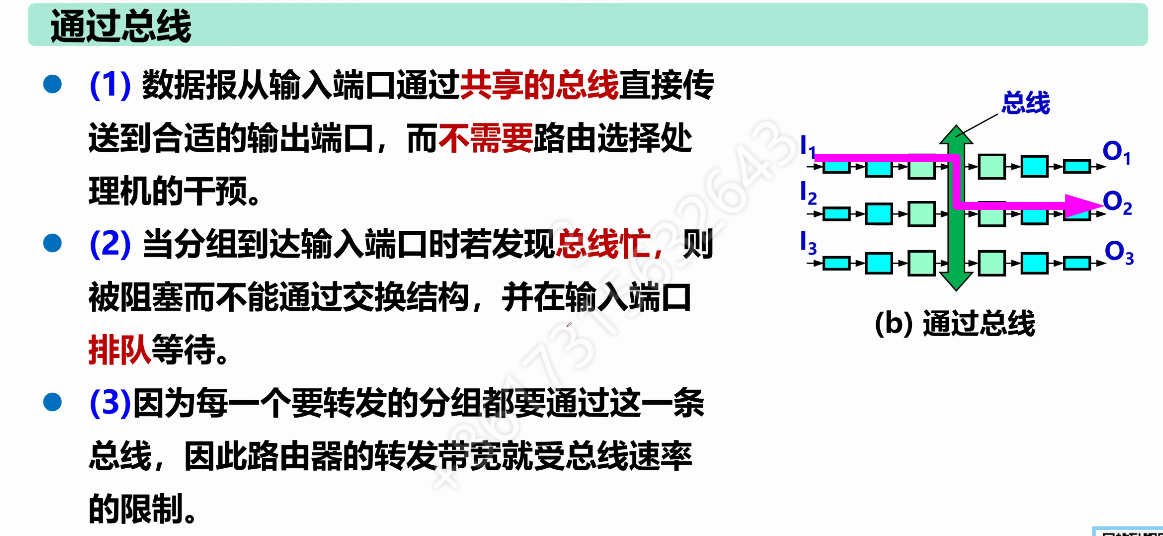 通过总线
(1) 数据报从输入端口通过共享的总线直接传
送到合适的输出端口，而不需要路由选择处
理机的干预。
(2) 当分组到达输入端口时若发现总线忙，则
被阻塞而不能通过交换结构，并在输入端口
排队等待。
(3)因为每一个要转发的分组都要通过这一条
总线，因此路由器的转发带宽就受总线速率
的限制。
总线
I1
O1
I2
O2
I3
O3
(b) 通过总线